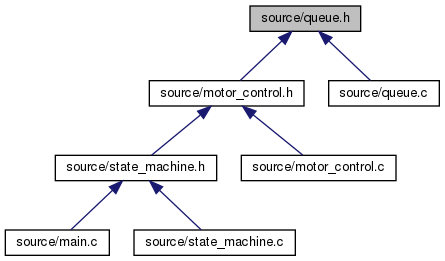 source/queue.h
source/motor_control.h
source/queue.c
source/state_machine.h
source/motor_control.c
source/main.c
source/state_machine.c